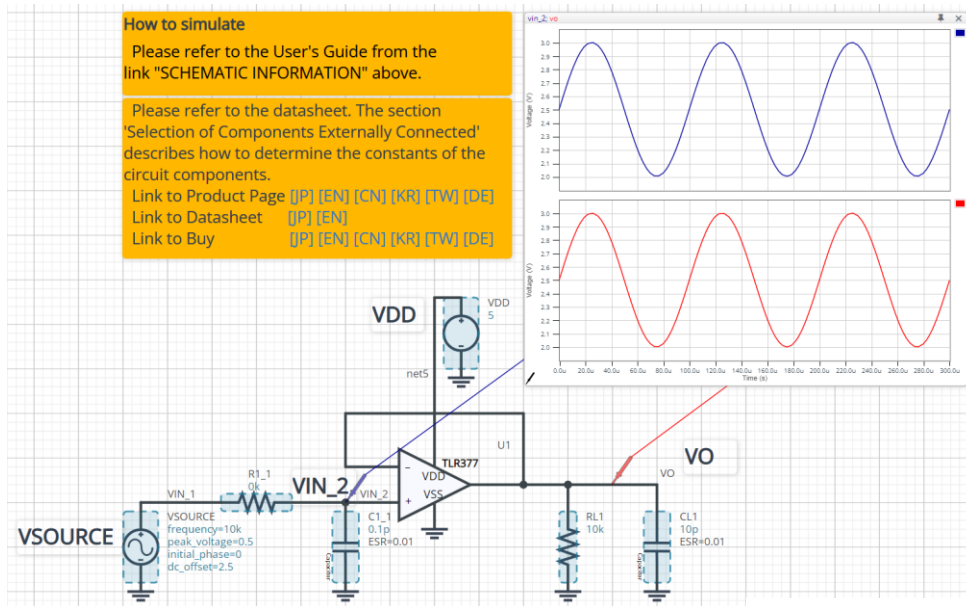 How to simulate
Please refer to the User's Guide from the
link "SCHEMATIC INFORMATION" above.
Please refer to the datasheet. The section
'Selection of Components Externally Connected'
describes how to determine the constants of the
circuit components.
Link to Product Page [JP] [EN] [CN] [KR] [TW] [DE]
Link to Datasheet [JP] [EN]
Link to Buy [JP] [EN] [CN] [KR] [TW] [DE]
vin_2; vo
Voltage (V)
3.0
2.9
2.8
2.7
2.6
2.5
2.4
2.3
2.2
2.1
2.0
Voltage (V)
3.0
2.9
2.8
2.7
2.6
2.5
2.4
2.3
2.2
2.1
2.0
0.0u 20.0u 40.0u 60.0u 80.0u 100.0u 120.0u 140.0u 160.0u 180.0u 200.0u 220.0u 240.0u 260.0u 280.0u 300.0u
Time (s)
VDD
VDD
5
net5
U1
TLR377
VDD
VSS
VO
VO
R1_1
0k
VIN_1
VIN_2
VIN_2
VSOURCE
VSOURCE
frequency=10k
peak_voltage=0.5
initial_phase=0
dc_offset=2.5
C1_1
0.1p
ESR=0.01
Capacitor
RL1
10k
CL1
10p
ESR=0.01
Capacitor